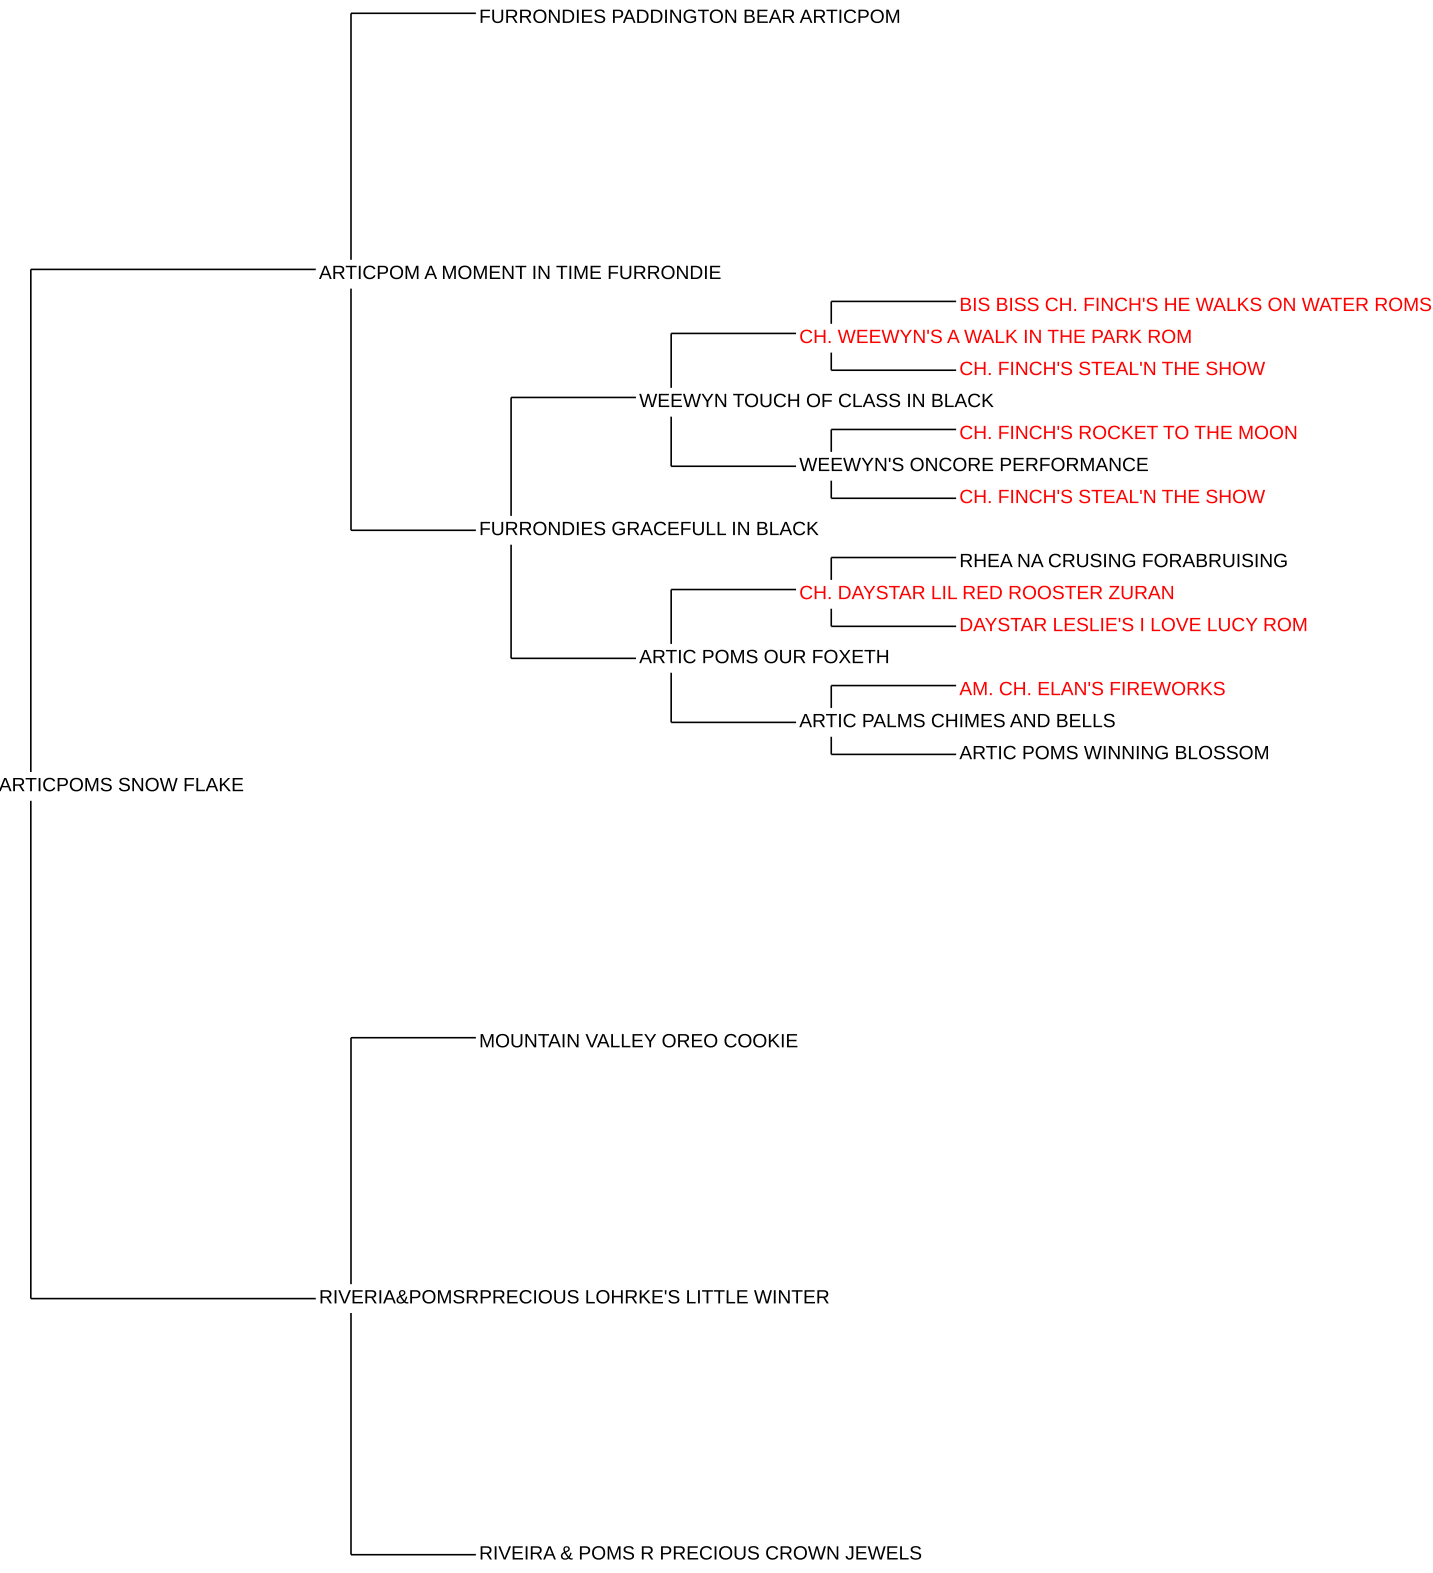 FURRONDIES PADDINGTON BEAR ARTICPOM
ARTICPOM A MOMENT IN TIME FURRONDIE
BIS BISS CH. FINCH'S HE WALKS ON WATER ROMS
CH. WEEWYN'S A WALK IN THE PARK ROM
CH. FINCH'S STEAL'N THE SHOW
WEEWYN TOUCH OF CLASS IN BLACK
CH. FINCH'S ROCKET TO THE MOON
WEEWYN'S ONCORE PERFORMANCE
CH. FINCH'S STEAL'N THE SHOW
FURRONDIES GRACEFULL IN BLACK
RHEA NA CRUSING FORABRUISING
CH. DAYSTAR LIL RED ROOSTER ZURAN
DAYSTAR LESLIE'S I LOVE LUCY ROM
ARTIC POMS OUR FOXETH
AM. CH. ELAN'S FIREWORKS
ARTIC PALMS CHIMES AND BELLS
ARTIC POMS WINNING BLOSSOM
ARTICPOMS SNOW FLAKE
MOUNTAIN VALLEY OREO COOKIE
RIVERIA&POMSRPRECIOUS LOHRKE'S LITTLE WINTER
RIVEIRA & POMS R PRECIOUS CROWN JEWELS